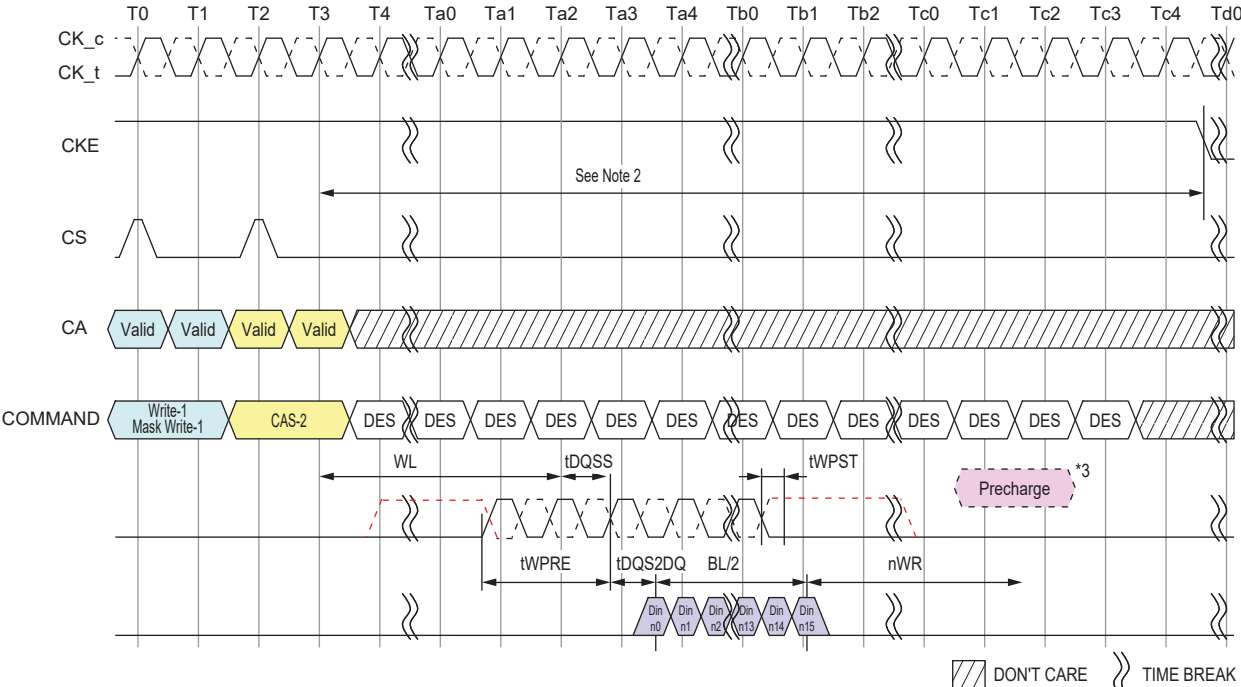 T0 T1 T2 T3 T4 Ta0 Ta1 Ta2 Ta3 Ta4 Tb0 Tb1 Tb2 Tc0 Tc1 Tc2 Tc3 Tc4 Td0
CK_c
CK_t
CKE
See Note 2
CS
CA Valid Valid Valid Valid
COMMAND Write-1 Mask Write-1 CAS-2 DES DES DES DES DES DES DES DES DES DES DES DES DES
WL tDQSS tWPST
Precharge *3
tWPRE tDQS2DQ BL/2 nWR
Din n0 Din n1 Din n2 Din n13 Din n14 Din n15
DON'T CARE TIME BREAK